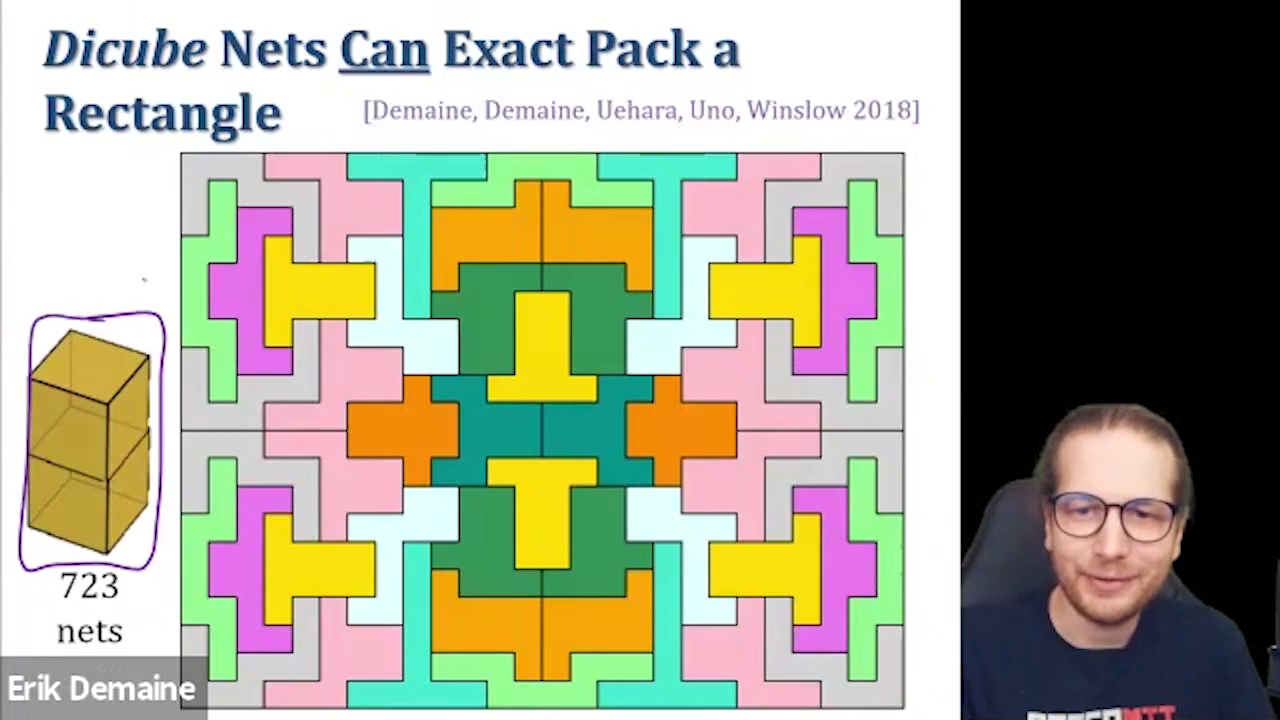 Dicube Nets Can Exact Pack a
Rectangle
[Demaine, Demaine, Uehara, Uno, Winslow 2018]
723
nets
Erik Demaine